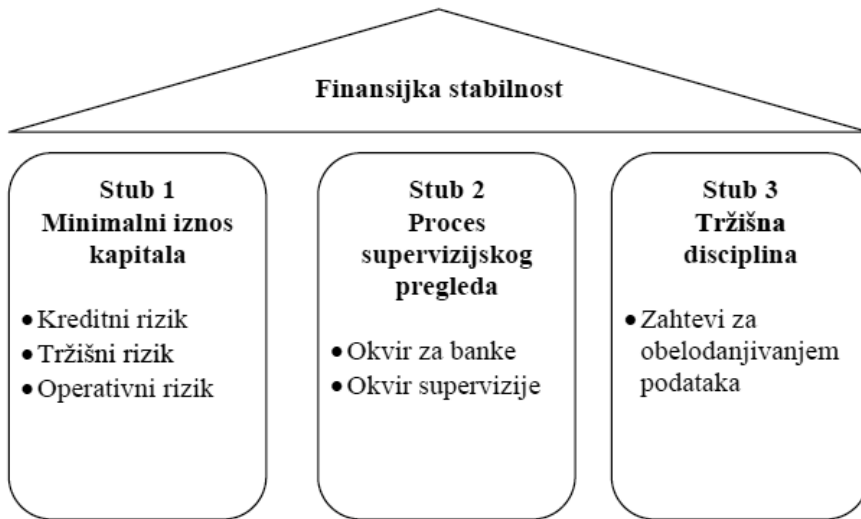 Finansijka stabilnost
Stub 1
Minimalni iznos
kapitala
• Kreditni rizik
• Tržišni rizik
• Operativni rizik
Stub 2
Proces
supervizijskog
pregleda
• Okvir za banke
• Okvir supervizije
Stub 3
Tržišna
disciplina
• Zahtevi za
obelodanjivanjem
podataka